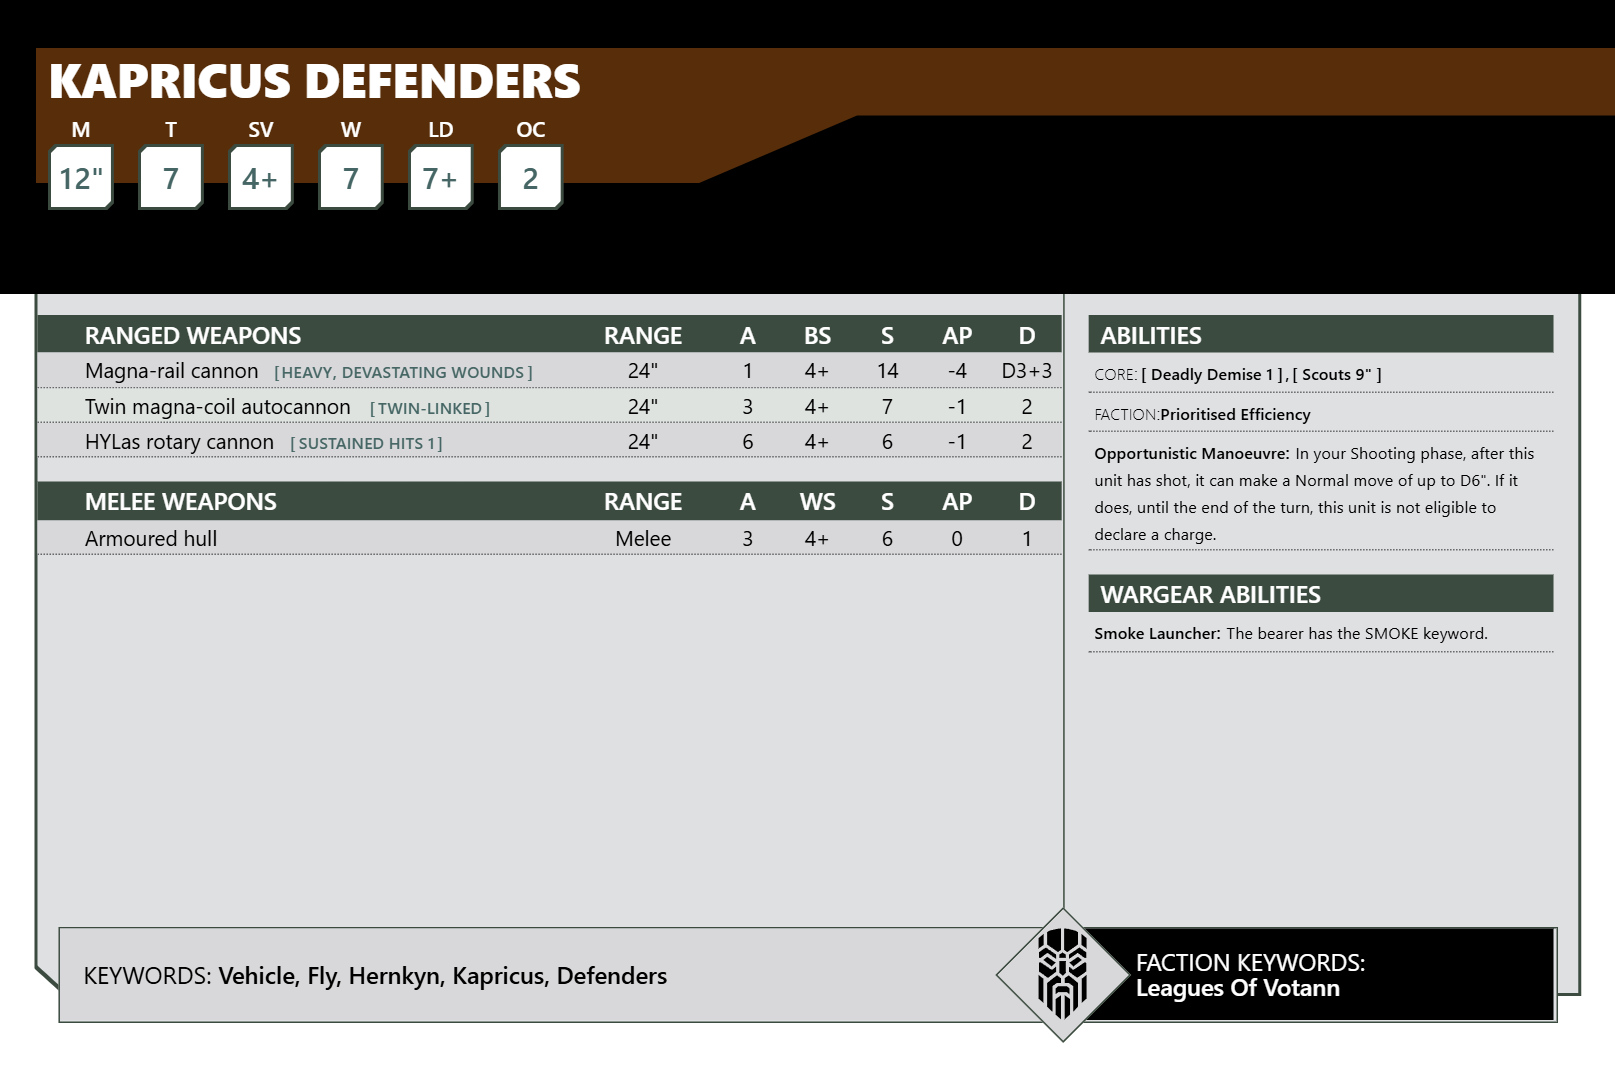 KAPRICUS DEFENDERS
M T SV W LD OC
12" 7 4+ 7 7+ 2
RANGED WEAPONS RANGE A BS S AP D
Magna-rail cannon [HEAVY, DEVASTATING WOUNDS] 24" 1 4+ 14 -4 D3+3
Twin magna-coil autocannon [TWIN-LINKED] 24" 3 4+ 7 -1 2
HYLas rotary cannon [SUSTAINED HITS 1] 24" 6 4+ 6 -1 2
MELEE WEAPONS RANGE A WS S AP D
Armoured hull Melee 3 4+ 6 0 1
ABILITIES
CORE: [ Deadly Demise 1 ] , [ Scouts 9" ]
FACTION:Prioritised Efficiency
Opportunistic Manoeuvre: In your Shooting phase, after this
unit has shot, it can make a Normal move of up to D6". If it
does, until the end of the turn, this unit is not eligible to
declare a charge.
WARGEAR ABILITIES
Smoke Launcher: The bearer has the SMOKE keyword.
KEYWORDS: Vehicle, Fly, Hernkyn, Kapricus, Defenders
FACTION KEYWORDS:
Leagues Of Votann